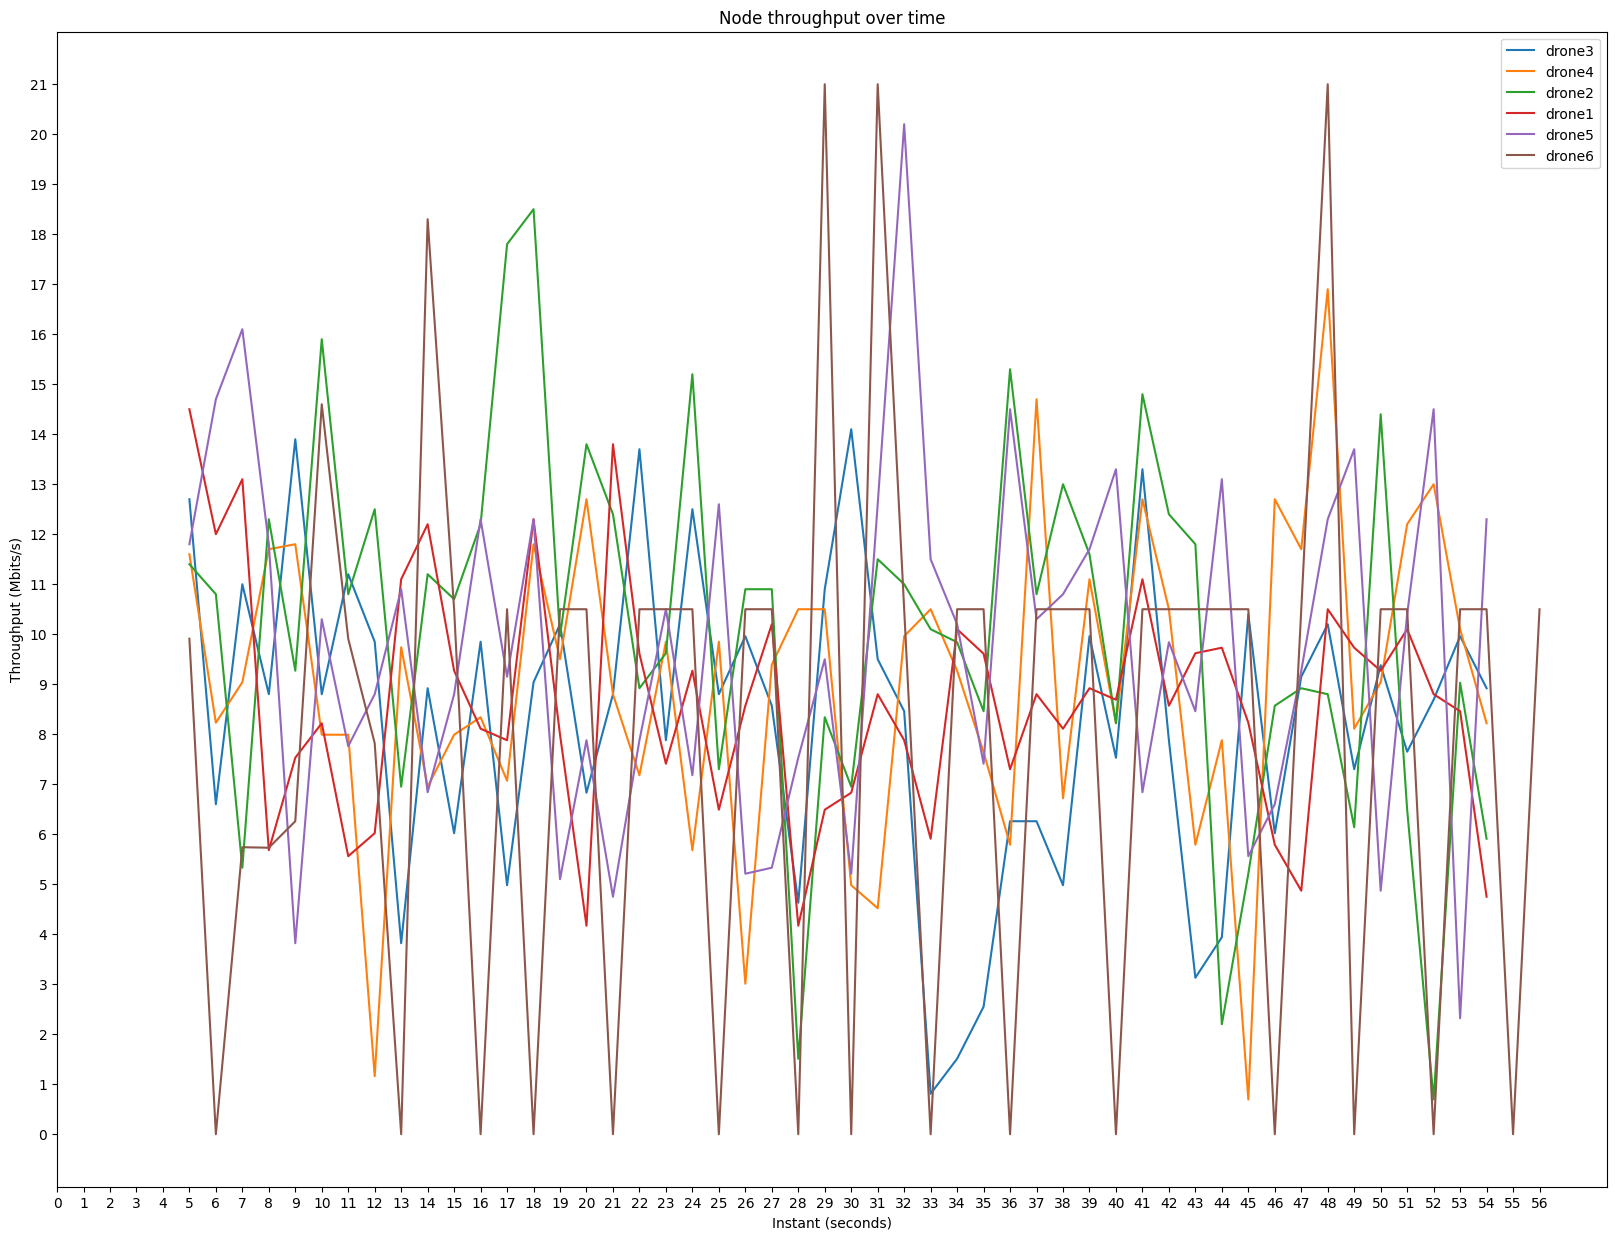 Node throughput over time
drone3
drone4
drone2
drone1
drone5
drone6
Throughput (Mbits/s)
21
20
19
18
17
16
15
14
13
12
11
10
9
8
7
6
5
4
3
2
1
0
0 1 2 3 4 5 6 7 8 9 10 11 12 13 14 15 16 17 18 19 20 21 22 23 24 25 26 27 28 29 30 31 32 33 34 35 36 37 38 39 40 41 42 43 44 45 46 47 48 49 50 51 52 53 54 55 56
Instant (seconds)